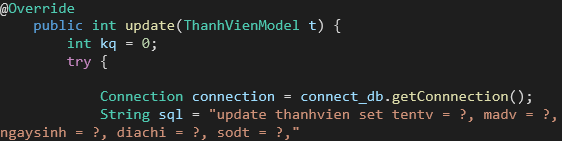 @Override
public int update(ThanhVienModel t) {
int kq = 0;
try {
Connection connection = connect_db.getConnnection();
String sql = "update thanhvien set tentv = ?, madv = ?,
ngaysinh = ?, diachi = ?, sodt = ?,"